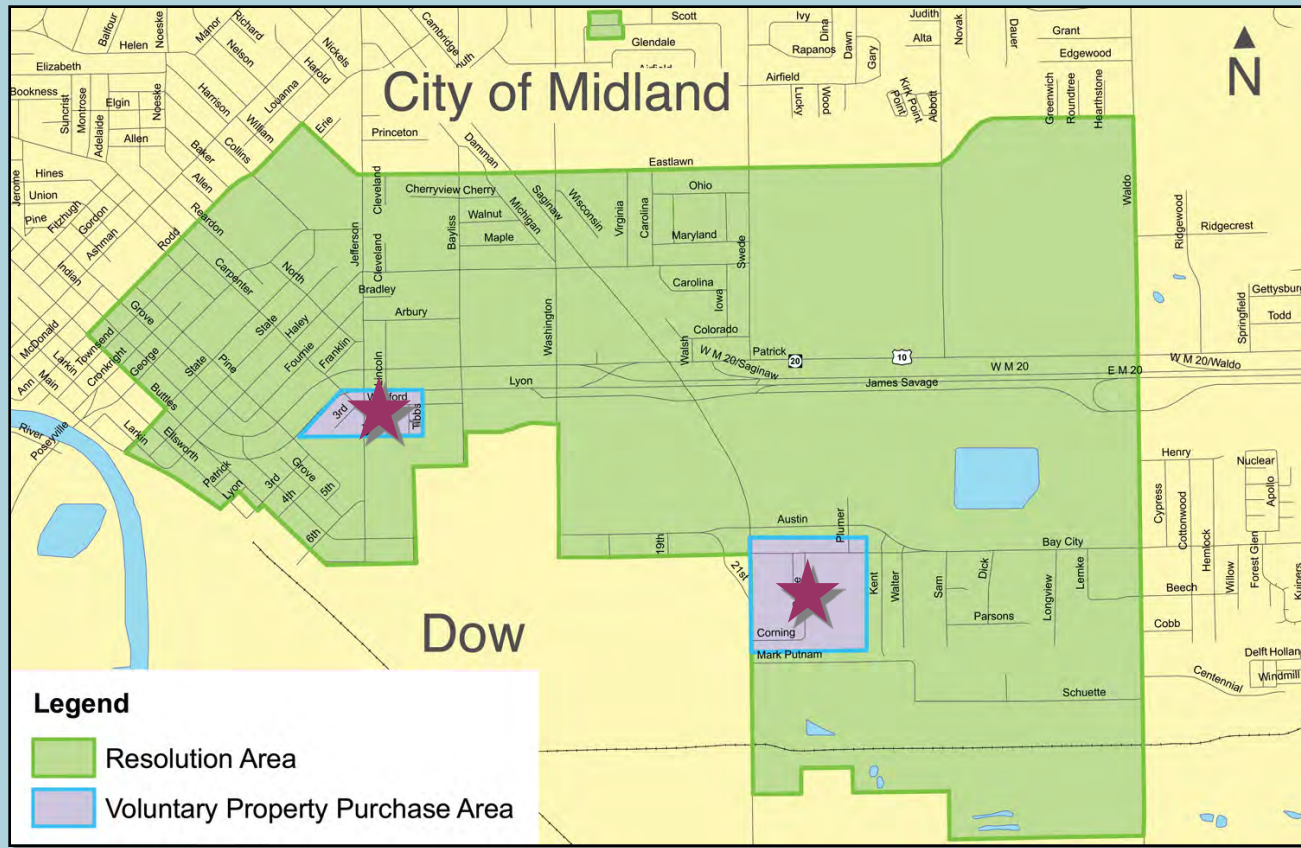 Scott
Ivy
Judith
Balfour
Noeske
Manor
Richard
Nelson
Nickels
Harold
Cambridge
Glendale
Dina
Dawn
Rapanos
Gary
Alta
Novak
Dauer
Grant
Edgewood
Helen
Elizabeth
City of Midland
N
Airfield
Bookness
Suncrist
Montrose
Adelaide
Elgin
Noeske
Allen
Harrison
Louanna
William
Collins
Erie
Baker
Allen
Lucky
Wood
Kirk Point
Abbott
Greenwich
Roundtree
Hearthstone
Princeton
Damman
Saginaw
Eastlawn
Jerome
Hines
Union
Pine
Fitzhugh
Gordon
Ashman
Indian
Rodd
Reardon
Cleveland
Cherryview
Cherry
Michigan
Wisconsin
Virginia
Carolina
Ohio
Walnut
Maple
Maryland
Swede
Waldo
Ridgewood
Ridgecrest
Jefferson
Cleveland
Bayliss
Carpenter
North
Bradley
Carolina
Iowa
Gettysburg
Springfield
Todd
McDonald
Larkin
Townsend
Cronkright
Ann
Main
Grove
George
State
State
Pine
Haley
Fournie
Franklin
Arbury
Lincoln
Washington
Walsh
Colorado
Patrick
20
10
W M 20/Saginaw
W M 20
E M 20
W M 20/Waldo
Lyon
James Savage
Buttles
3rd
Tibbs
River
Poseyville
Larkin
Ellsworth
Patrick
Lyon
3rd
4th
Grove
5th
6th
Henry
Nuclear
Apollo
Cypress
Cottonwood
Hemlock
Willow
Forest Glen
Kuipers
19th
21st
Austin
Plumer
Bay City
Kent
Walter
Sam
Dick
Parsons
Longview
Lemke
Beech
Cobb
Corning
Mark Putnam
Schuette
Delft
Centennial
Windmill
Dow
Legend
Resolution Area
Voluntary Property Purchase Area